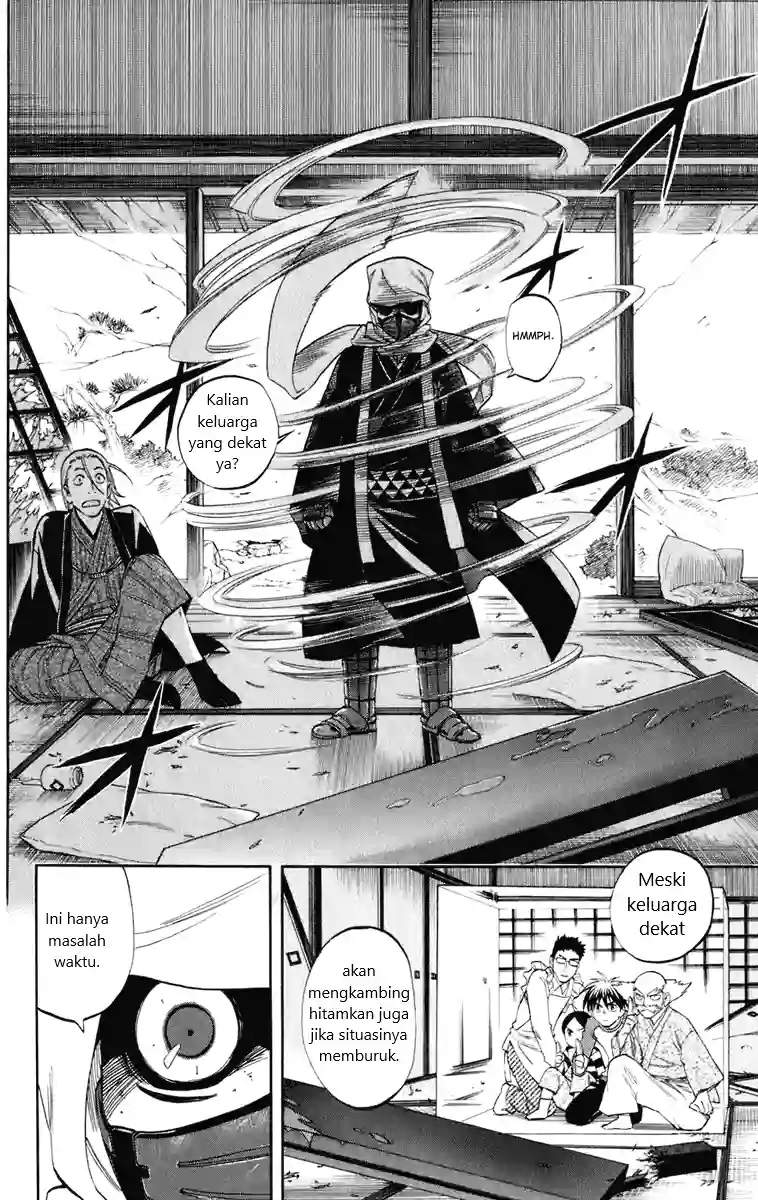 HMMPH.
Kalian
keluarga
yang dekat
ya?
Meski
keluarga
dekat
akan
mengkambing
hitamkan juga
jika situasinya
memburuk.
Ini hanya
masalah
waktu.